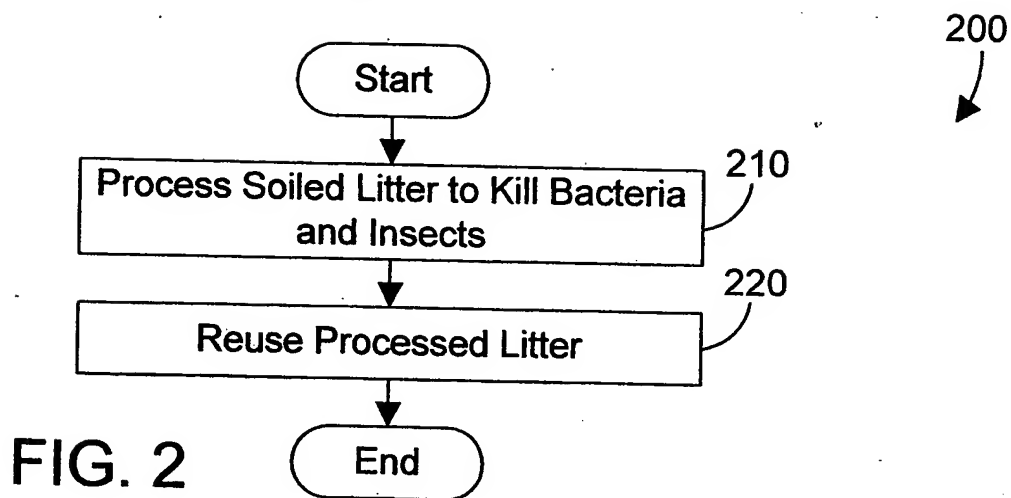 200
Start
Process Soiled Litter to Kill Bacteria
and Insects
210
Reuse Processed Litter
220
End
FIG. 2